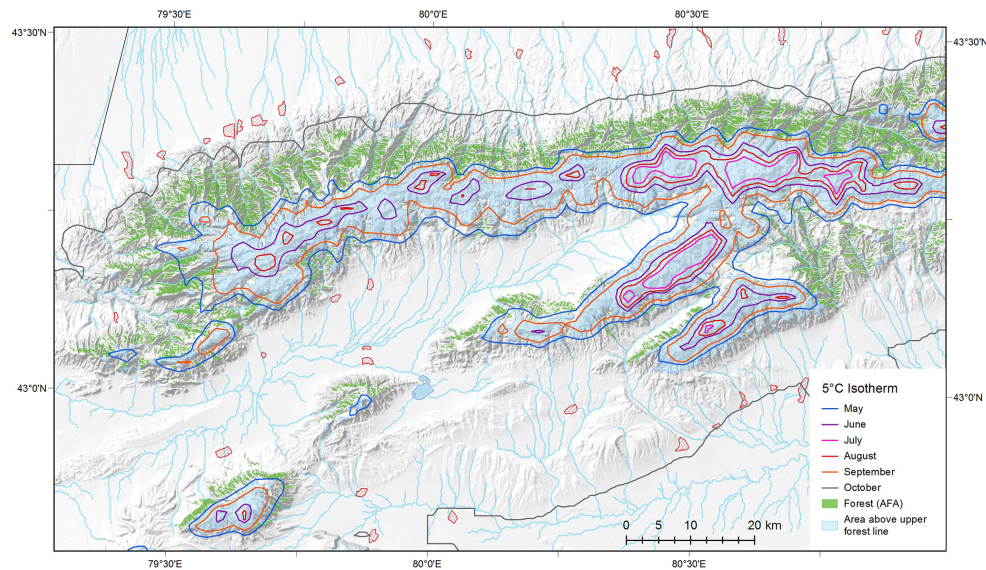 79°30'E 80°0'E 80°30'E
43°30'N
43°30'N
43°0'N
43°0'N
5°C Isotherm
May
June
July
August
September
October
Forest (AFA)
Area above upper
forest line
0 5 10 20 km
79°30'E 80°0'E 80°30'E